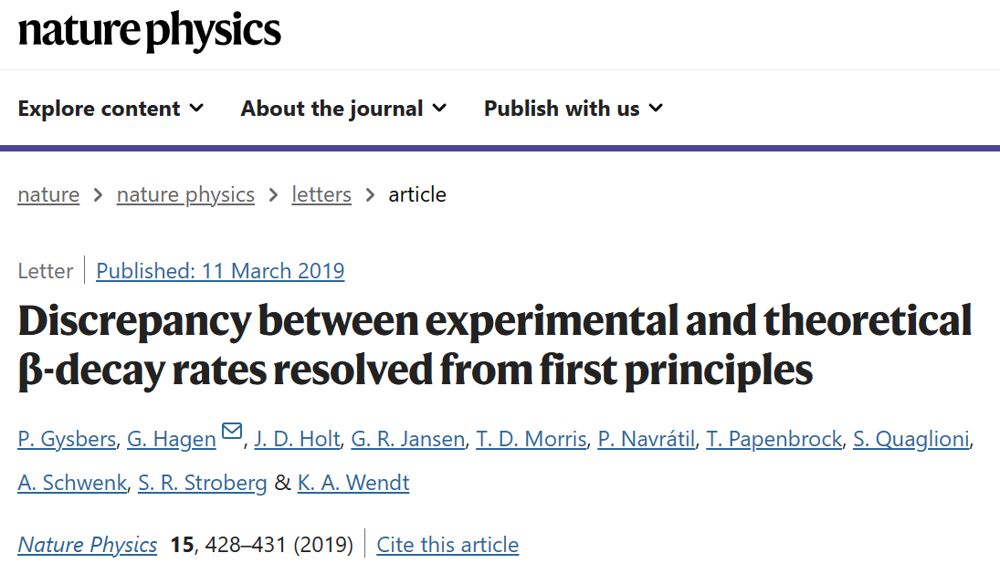 nature physics
Explore content About the journal Publish with us
nature > nature physics > letters > article
Letter | Published: 11 March 2019
Discrepancy between experimental and theoretical
β-decay rates resolved from first principles
P. Gysbers, G. Hagen, J. D. Holt, G. R. Jansen, T. D. Morris, P. Navrátil, T. Papenbrock, S. Quaglioni,
A. Schwenk, S. R. Stroberg & K. A. Wendt
Nature Physics 15, 428–431 (2019) | Cite this article